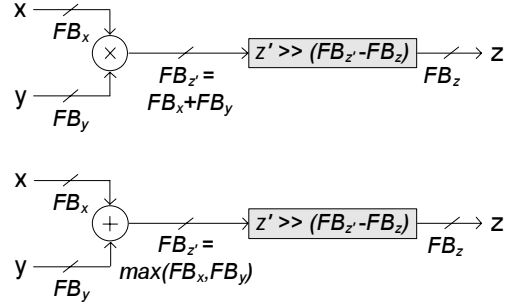 x
FBx
×
z' >> (FBz'-FBz)
z
FBz
FBz' =
FBx+FBy
y
FBy
x
FBx
+
z' >> (FBz'-FBz)
z
FBz
FBz' =
max(FBx,FBy)
y
FBy